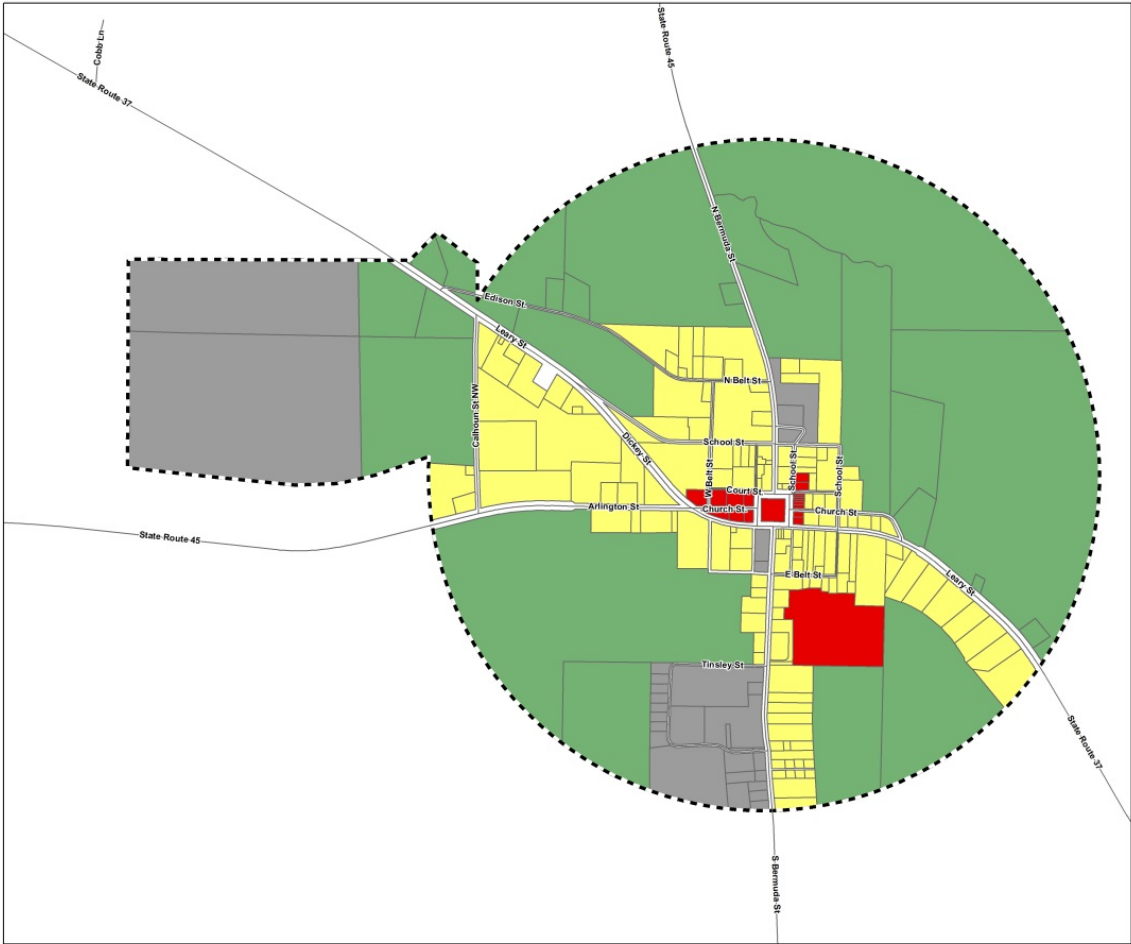 State Route 45
Cobb Ln
State Route 37
N Bermuda St
Edison St.
Leary St
N Belt St
Calhoun St NW
Dickey St
School St
School St
School St
W Belt St
Court St.
Arlington St
Church St.
Church St
State Route 45
E Belt St
Leary St
Tinsley St
State Route 37
S Bermuda St